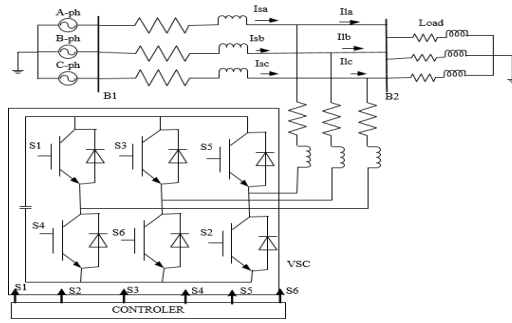 A-ph
Isa
Ila
Load
B-ph
Isb
Ilb
C-ph
Isc
Ilc
B1
B2
S1
S3
S5
S4
S6
S2
VSC
S1
S2
S3
S4
S5
S6
CONTROLER